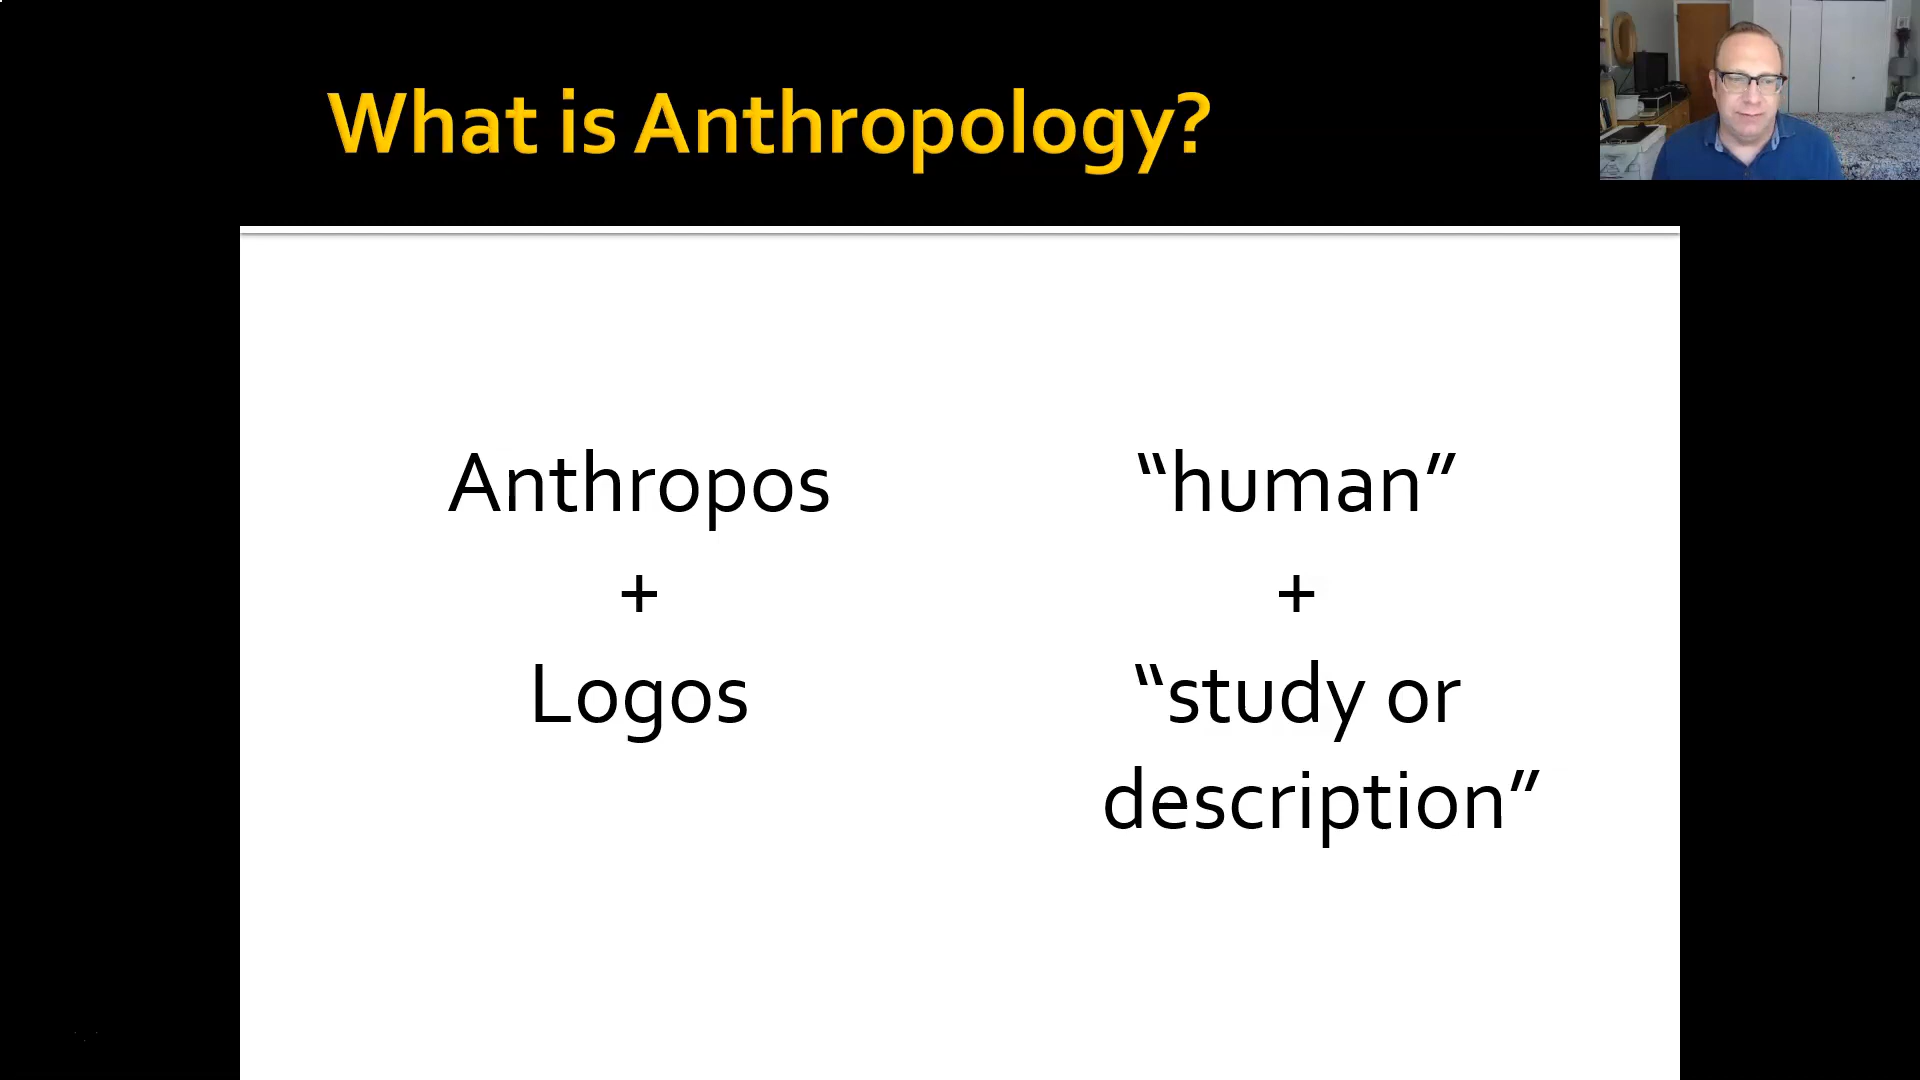 What is Anthropology?
Anthropos
+
Logos
“human”
+
“study or
description”